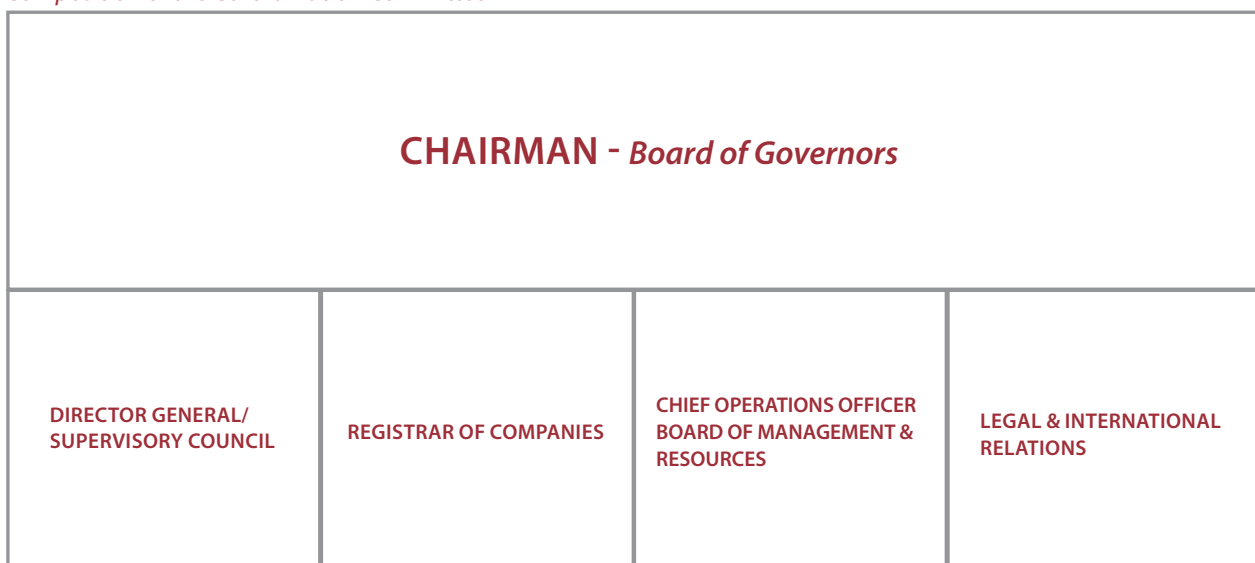 CHAIRMAN - Board of Governors
DIRECTOR GENERAL/
SUPERVISORY COUNCIL
REGISTRAR OF COMPANIES
CHIEF OPERATIONS OFFICER
BOARD OF MANAGEMENT &
RESOURCES
LEGAL & INTERNATIONAL
RELATIONS